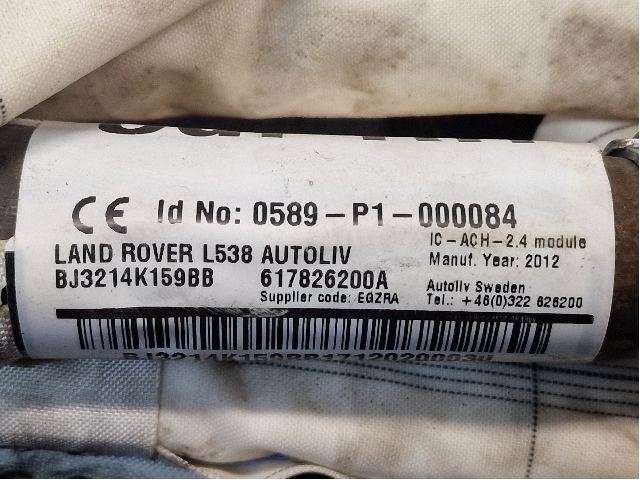 CE Id No: 0589-P1-000084
IC-ACH-2.4 module
LAND ROVER L538 AUTOLIV
Manuf. Year: 2012
BJ3214K159BB 617826200A
Autoliv Sweden
Supplier code: EGZRA
Tel.: +46(0)322 626200